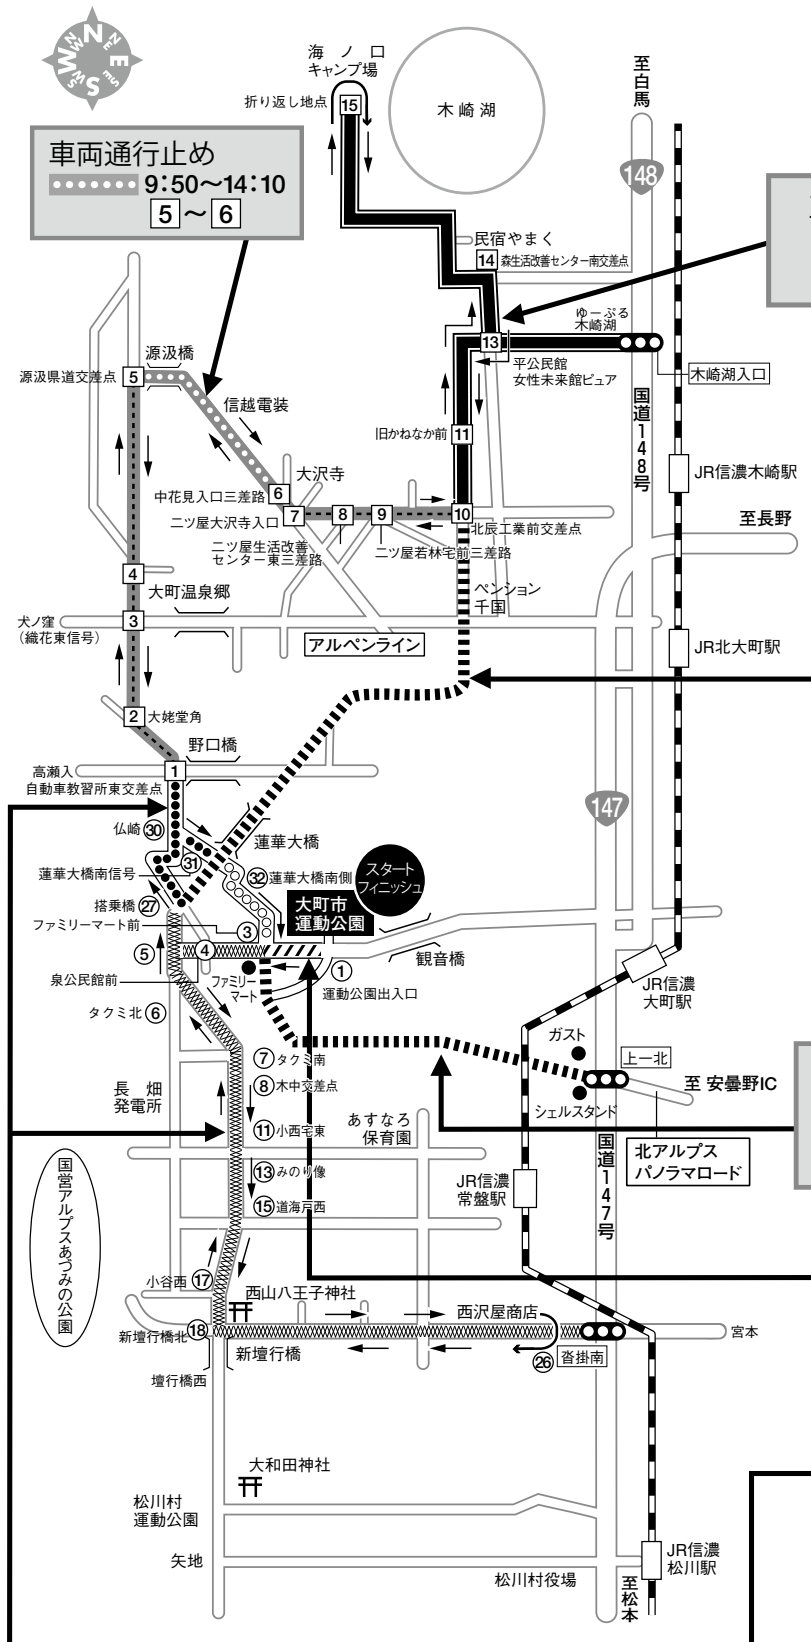 N
NE
E
SE
S
SW
W
NW
海ノ口
キャンプ場
折り返し地点
15
木崎湖
至白馬
148
車両通行止め
9:50〜14:10
5〜6
民宿やまく
14
森生活改善センター南交差点
ゆーぷる
木崎湖
13
平公民館
女性未来館ピュア
木崎湖入口
源汲橋
源汲県道交差点
5
信越電装
旧かねなか前
11
国道148号
JR信濃木崎駅
大沢寺
中花見入口三差路
6
二ツ屋大沢寺入口
7
8
9
10
北辰工業前交差点
至長野
二ツ屋生活改善
センター東三差路
二ツ屋若林宅前三差路
4
大町温泉郷
ペンション
千国
犬ノ窪
(織花東信号)
3
アルペンライン
JR北大町駅
2
大姥堂角
野口橋
高瀬入
1
自動車教習所東交差点
147
仏崎
㉚
蓮華大橋
㉛
蓮華大橋南信号
㉜
蓮華大橋南側
スタート
フィニッシュ
搭乗橋
㉗
大町市
運動公園
ファミリーマート前
③
⑤
④
観音橋
①
泉公民館前
ファミリー
マート
運動公園出入口
JR信濃
大町駅
タクミ北
⑥
ガスト
上一北
⑦
タクミ南
至 安曇野IC
長畑
発電所
⑧
木中交差点
シェルスタンド
あすなろ
保育園
⑪
小西宅東
北アルプス
パノラマロード
国道147号
⑬
みのり像
JR信濃
常盤駅
国営アルプスあづみの公園
⑮
道海戸西
小谷西
⑰
西山八王子神社
西沢屋商店
新壇行橋北
⑱
新壇行橋
㉖
沓掛南
宮本
壇行橋西
大和田神社
松川村
運動公園
矢地
松川村役場
JR信濃
松川駅
至松本